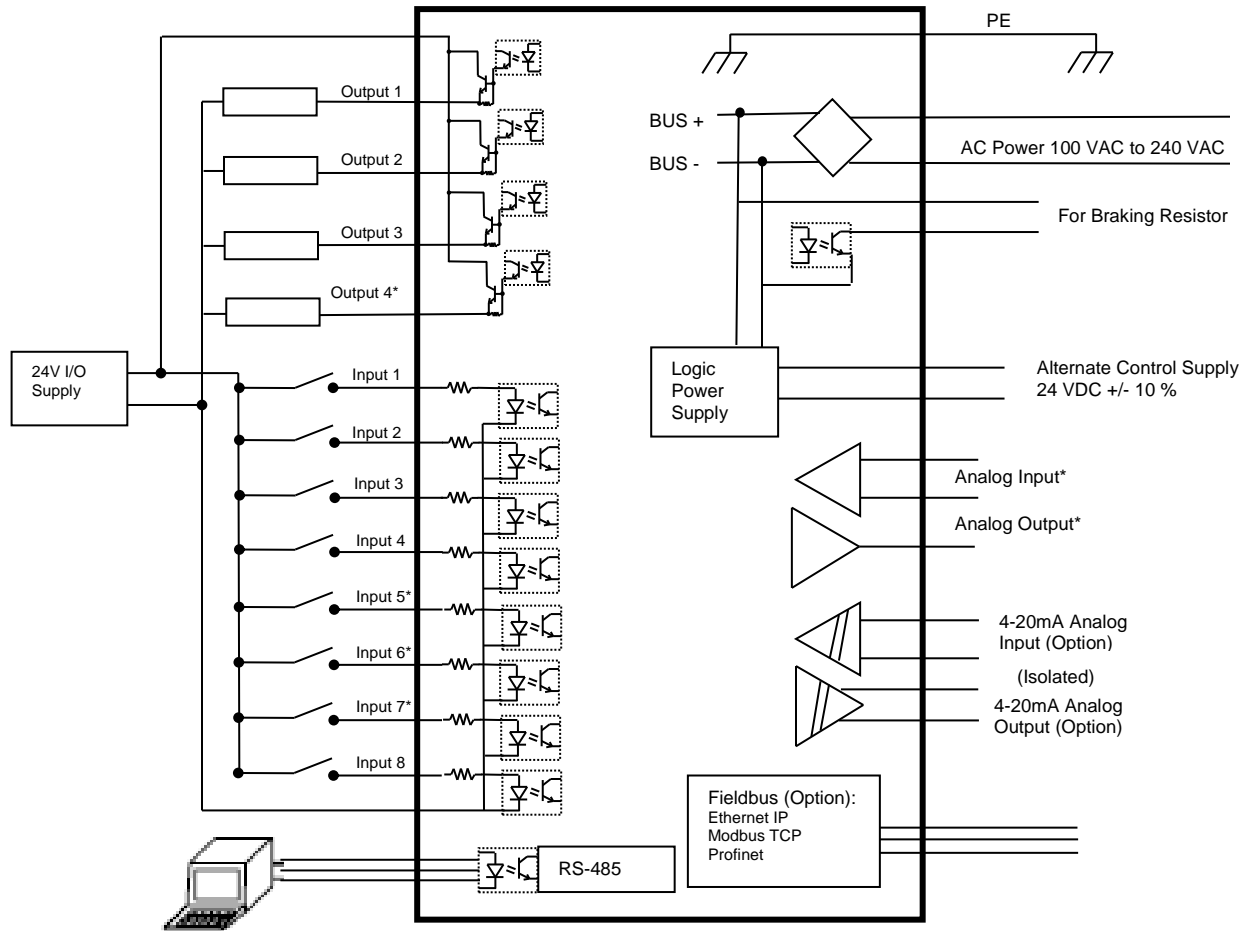 PE
Output 1
BUS +
AC Power 100 VAC to 240 VAC
BUS -
Output 2
For Braking Resistor
Output 3
Output 4*
24V I/O
Supply
Input 1
Logic
Power
Supply
Alternate Control Supply
24 VDC +/- 10 %
Input 2
Input 3
Analog Input*
Analog Output*
Input 4
Input 5*
4-20mA Analog
Input (Option)
Input 6*
(Isolated)
4-20mA Analog
Output (Option)
Input 7*
Input 8
Fieldbus (Option):
Ethernet IP
Modbus TCP
Profinet
RS-485